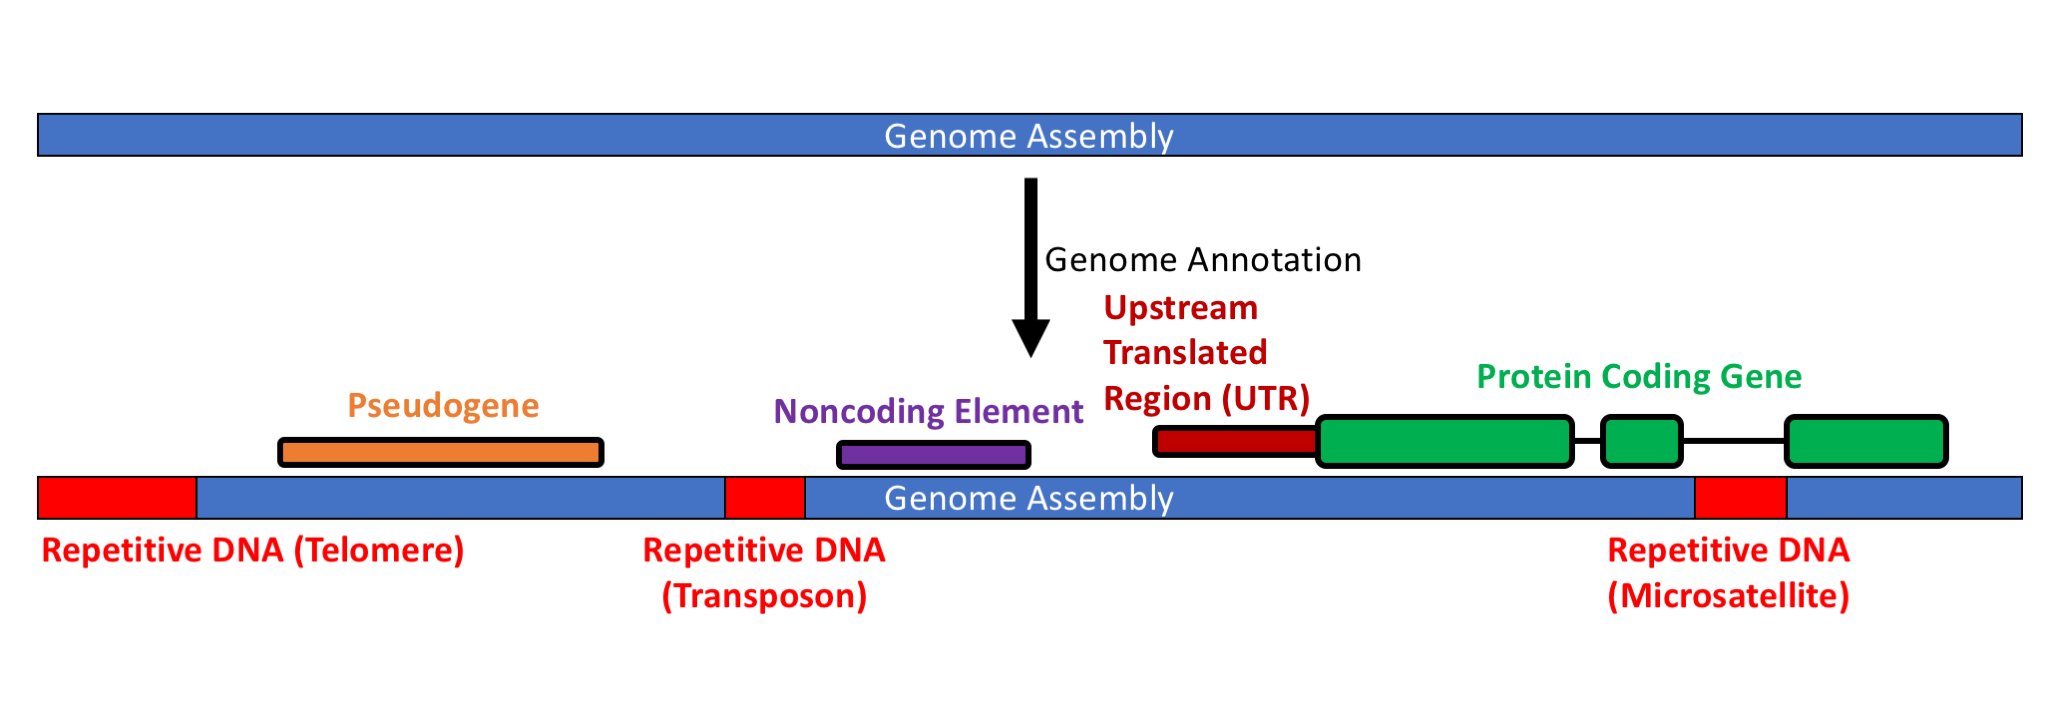 Genome Assembly
Genome Annotation
Upstream
Translated
Region (UTR)
Protein Coding Gene
Pseudogene
Noncoding Element
Genome Assembly
Repetitive DNA (Telomere)
Repetitive DNA
(Transposon)
Repetitive DNA
(Microsatellite)